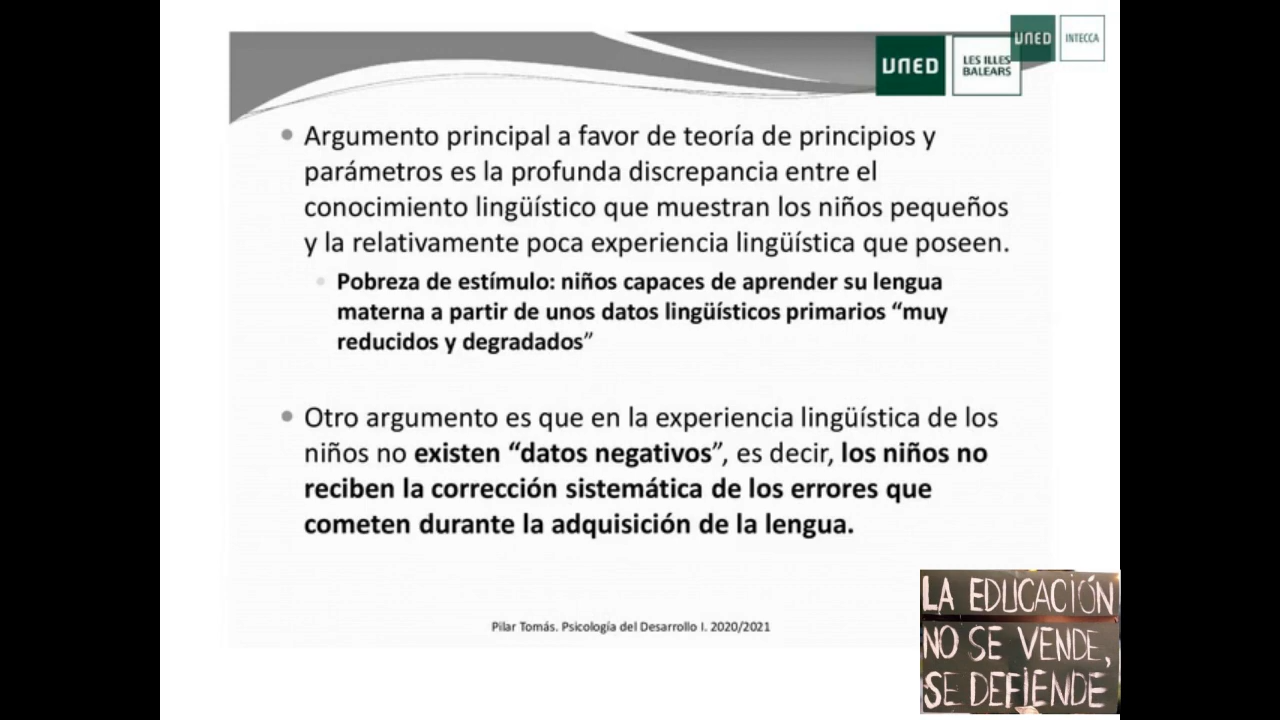 UNED
INTECCA
UNED
LES ILLES
BALEARS
• Argumento principal a favor de teoría de principios y
parámetros es la profunda discrepancia entre el
conocimiento lingüístico que muestran los niños pequeños
y la relativamente poca experiencia lingüística que poseen.
• Pobreza de estímulo: niños capaces de aprender su lengua
materna a partir de unos datos lingüísticos primarios “muy
reducidos y degradados”
• Otro argumento es que en la experiencia lingüística de los
niños no existen “datos negativos”, es decir, los niños no
reciben la corrección sistemática de los errores que
cometen durante la adquisición de la lengua.
Pilar Tomás. Psicología del Desarrollo I. 2020/2021
LA EDUCACIÓN
NO SE VENDE,
SE DEFIENDE